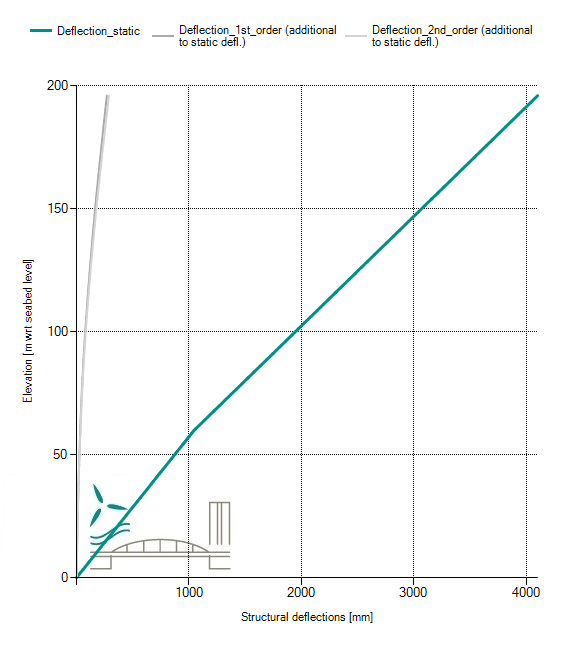 Deflection_static
Deflection_1st_order (additional
to static defl.)
Deflection_2nd_order (additional
to static defl.)
200
150
100
50
0
1000
2000
3000
4000
Elevation [m wrt seabed level]
Structural deflections [mm]